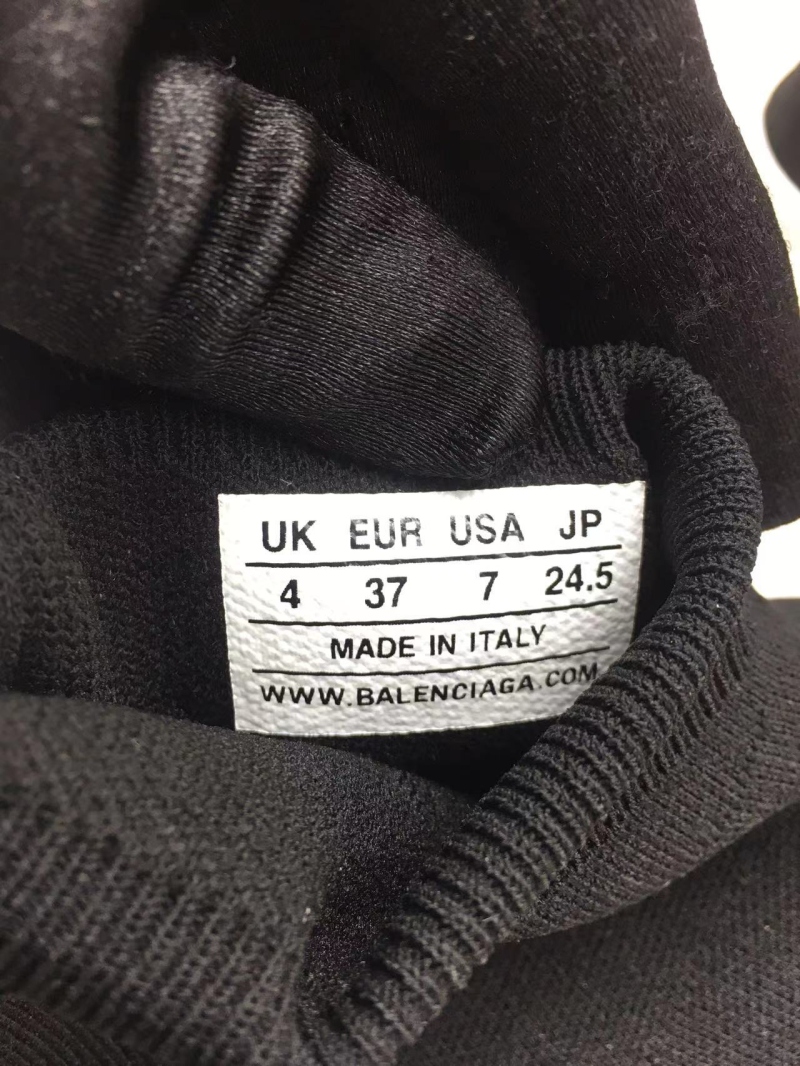 UK EUR USA JP
4 37 7 24.5
MADE IN ITALY
WWW.BALENCIAGA.COM